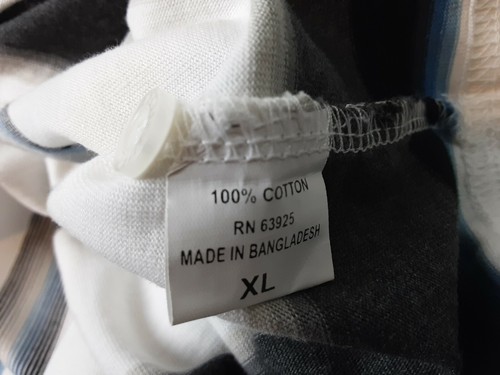 100% COTTON
RN 63925
MADE IN BANGLADESH
XL